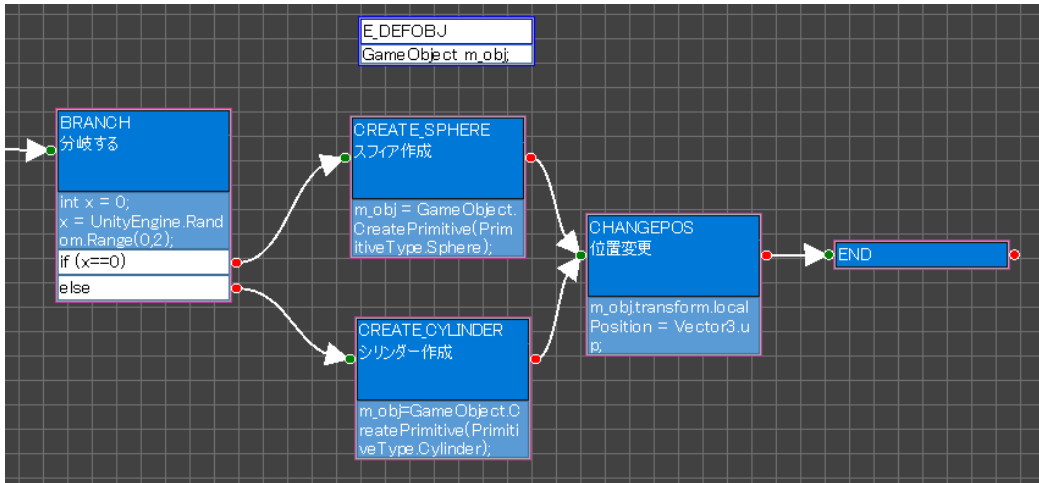 E_DEFOBJ
GameObject m_obj;
BRANCH
分岐する
int x = 0;
x = UnityEngine.Rand
om.Range(0,2);
if (x==0)
else
CREATE_SPHERE
スフィア作成
m_obj = GameObject.
CreatePrimitive(Prim
itiveType.Sphere);
CREATE_CYLINDER
シリンダー作成
m_obj=GameObject.C
reatePrimitive(Primiti
veType.Cylinder);
CHANGEPOS
位置変更
m_obj.transform.local
Position = Vector3.u
p;
END